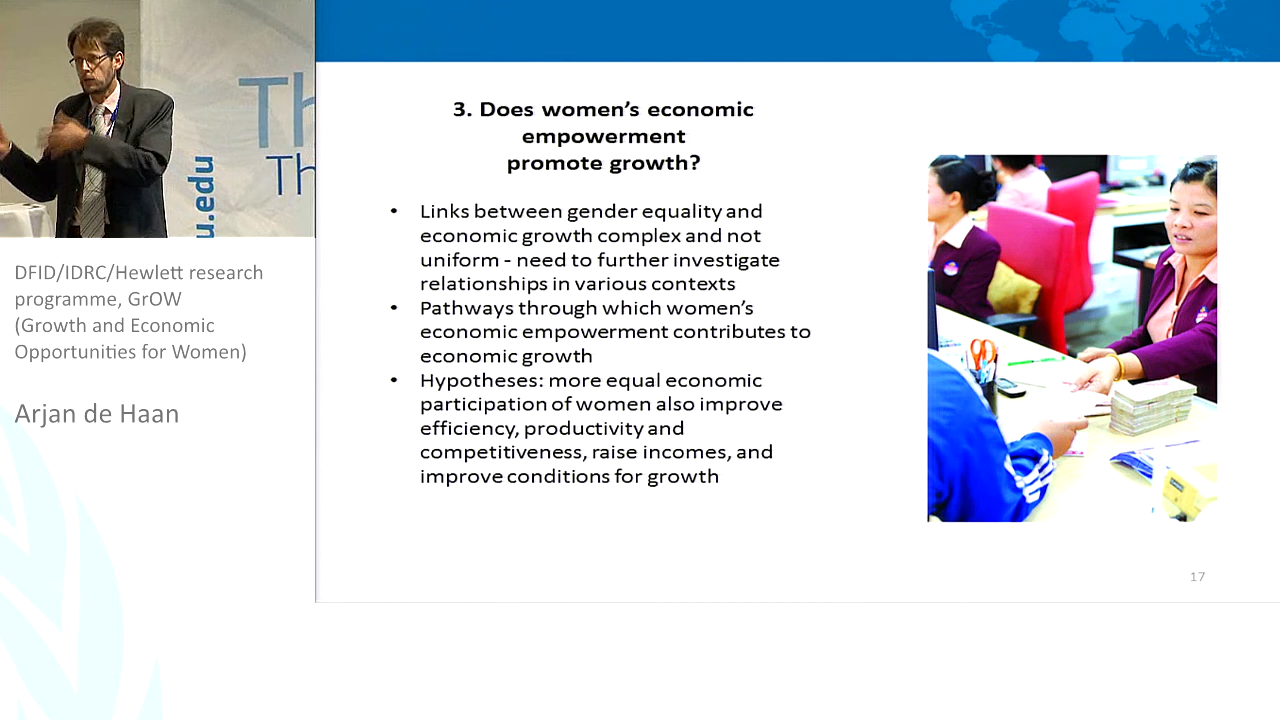 Th
Th
u.edu
DFID/IDRC/Hewlett research
programme, GrOW
(Growth and Economic
Opportunities for Women)
Arjan de Haan
3. Does women’s economic
empowerment
promote growth?
• Links between gender equality and
economic growth complex and not
uniform - need to further investigate
relationships in various contexts
• Pathways through which women’s
economic empowerment contributes to
economic growth
• Hypotheses: more equal economic
participation of women also improve
efficiency, productivity and
competitiveness, raise incomes, and
improve conditions for growth
17